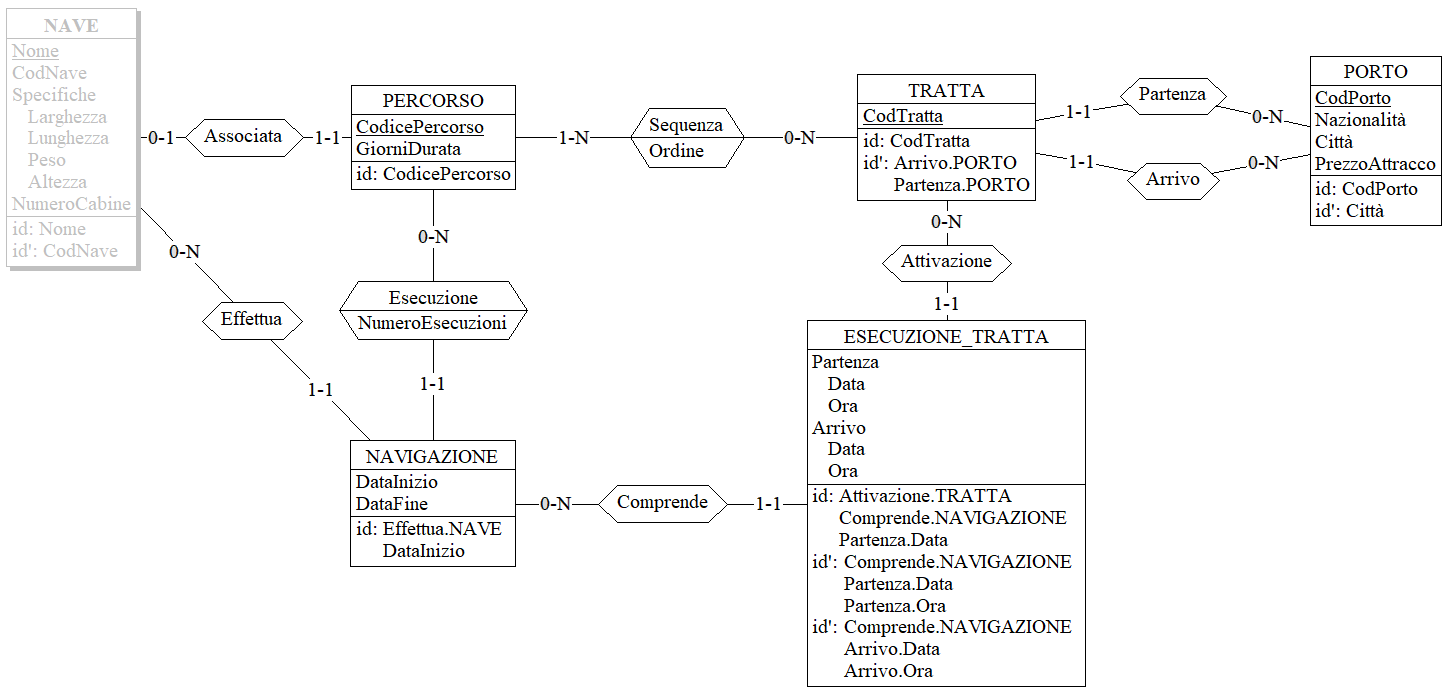 NAVE
Nome
CodNave
Specifiche
Larghezza
Lunghezza
Peso
Altezza
NumeroCabine
id: Nome
id': CodNave
0-1
Associata
1-1
PERCORSO
CodicePercorso
GiorniDurata
id: CodicePercorso
1-N
Sequenza
Ordine
0-N
TRATTA
CodTratta
id: CodTratta
id': Arrivo.PORTO
Partenza.PORTO
1-1
Partenza
0-N
1-1
Arrivo
0-N
PORTO
CodPorto
Nazionalità
Città
PrezzoAttracco
id: CodPorto
id': Città
0-N
Effettua
1-1
0-N
Esecuzione
NumeroEsecuzioni
1-1
0-N
Attivazione
1-1
NAVIGAZIONE
DataInizio
DataFine
id: Effettua.NAVE
DataInizio
0-N
Comprende
1-1
ESECUZIONE_TRATTA
Partenza
Data
Ora
Arrivo
Data
Ora
id: Attivazione.TRATTA
Comprende.NAVIGAZIONE
Partenza.Data
id': Comprende.NAVIGAZIONE
Partenza.Data
Partenza.Ora
id': Comprende.NAVIGAZIONE
Arrivo.Data
Arrivo.Ora